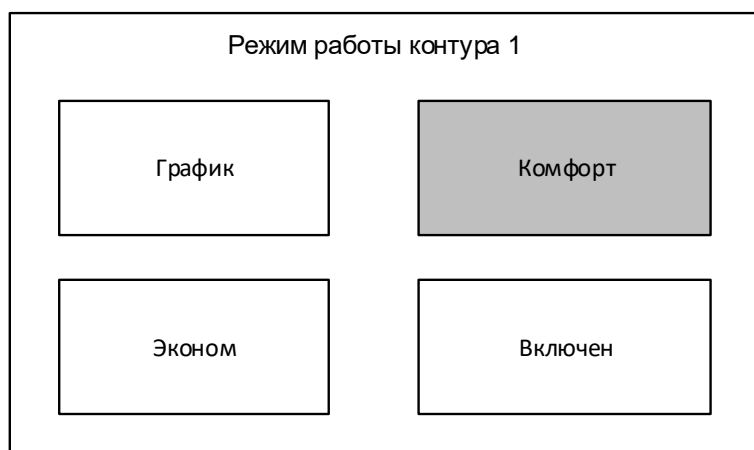 Режим работы контура 1
График
Комфорт
Эконом
Включен